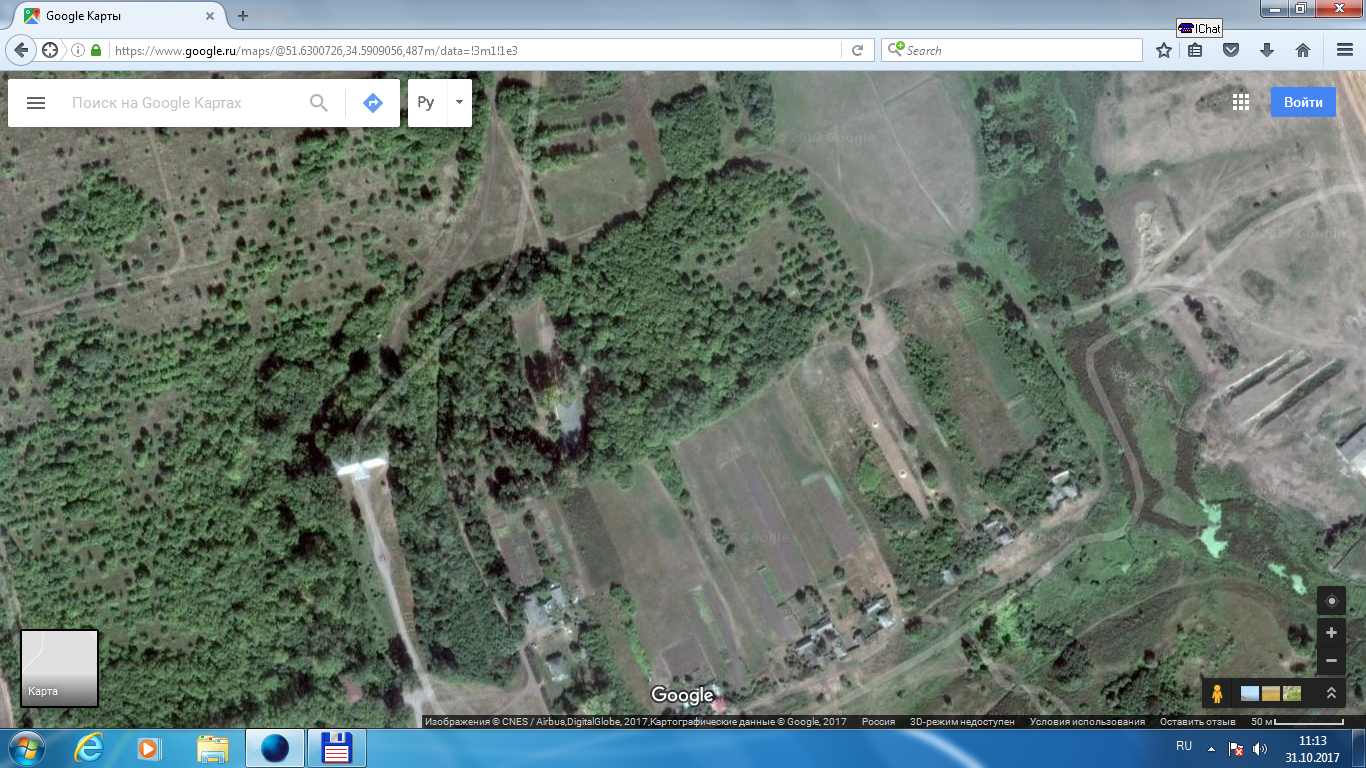 Google Карты
IChat
https://www.google.ru/maps/@51.6300726,34.5909056,487m/data=!3m1!1e3
Search
Поиск на Google Картах
Ру
Войти
© 2017 Google
Карта
Google
Изображения © CNES / Airbus,DigitalGlobe, 2017,Картографические данные © Google, 2017 Россия 3D-режим недоступен Условия использования Оставить отзыв 50 м
RU
11:13
31.10.2017